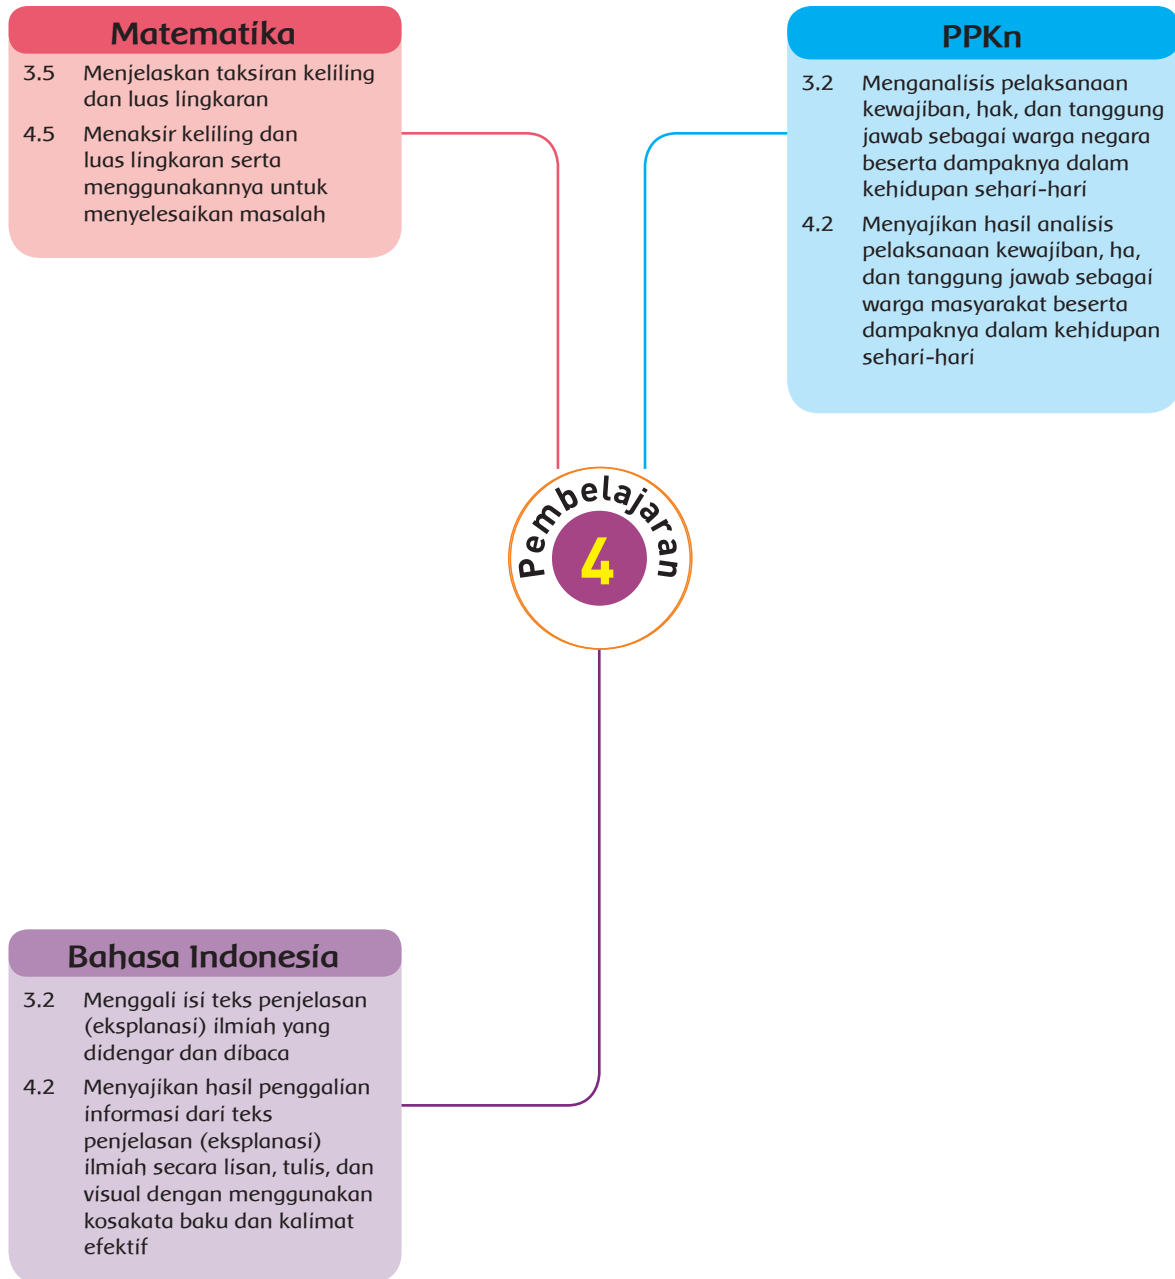 Matematika
3.5 Menjelaskan taksiran keliling
dan luas lingkaran
4.5 Menaksir keliling dan
luas lingkaran serta
menggunakannya untuk
menyelesaikan masalah
PPKn
3.2 Menganalisis pelaksanaan
kewajiban, hak, dan tanggung
jawab sebagai warga negara
beserta dampaknya dalam
kehidupan sehari-hari
4.2 Menyajikan hasil analisis
pelaksanaan kewajiban, ha,
dan tanggung jawab sebagai
warga masyarakat beserta
dampaknya dalam kehidupan
sehari-hari
Pembelajaran
4
Bahasa Indonesia
3.2 Menggali isi teks penjelasan
(eksplanasi) ilmiah yang
didengar dan dibaca
4.2 Menyajikan hasil penggalian
informasi dari teks
penjelasan (eksplanasi)
ilmiah secara lisan, tulis, dan
visual dengan menggunakan
kosakata baku dan kalimat
efektif